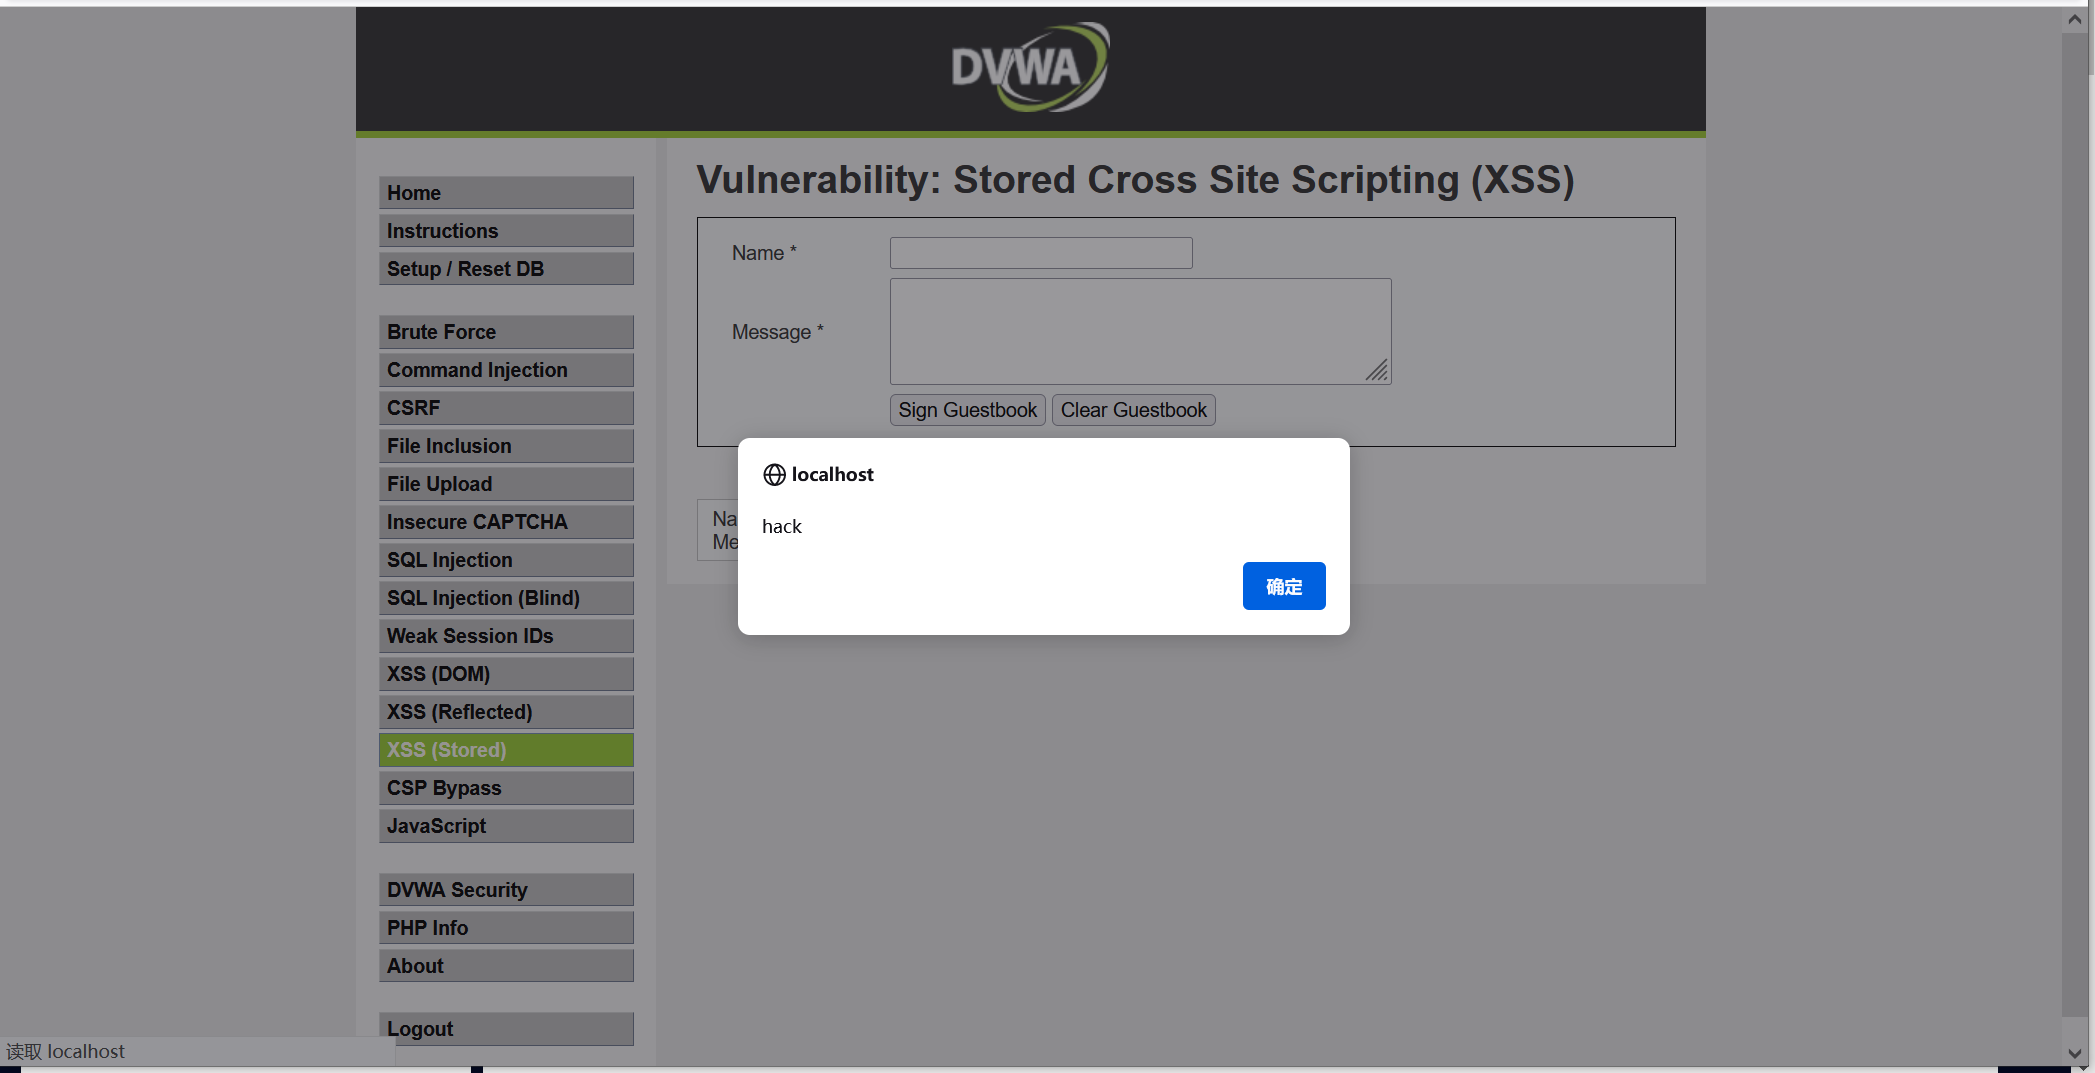 DVWA
Home
Instructions
Setup / Reset DB
Brute Force
Command Injection
CSRF
File Inclusion
File Upload
Insecure CAPTCHA
SQL Injection
SQL Injection (Blind)
Weak Session IDs
XSS (DOM)
XSS (Reflected)
XSS (Stored)
CSP Bypass
JavaScript
DVWA Security
PHP Info
About
Logout
Vulnerability: Stored Cross Site Scripting (XSS)
Name *
Message *
Sign Guestbook Clear Guestbook
Na
Me
localhost
hack
确定
读取 localhost